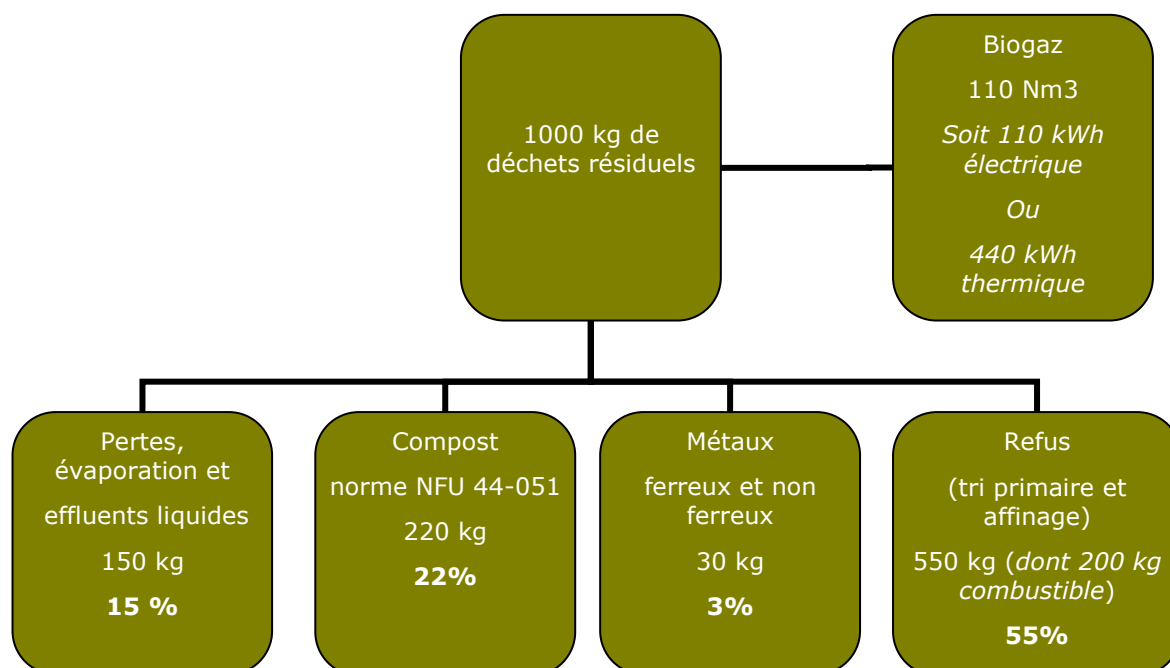 1000 kg de
déchets résiduels
Biogaz
110 Nm3
Soit 110 kWh
électrique
Ou
440 kWh
thermique
Pertes,
évaporation et
effluents liquides
150 kg
15 %
Compost
norme NFU 44-051
220 kg
22%
Métaux
ferreux et non
ferreux
30 kg
3%
Refus
(tri primaire et
affinage)
550 kg (dont 200 kg
combustible)
55%